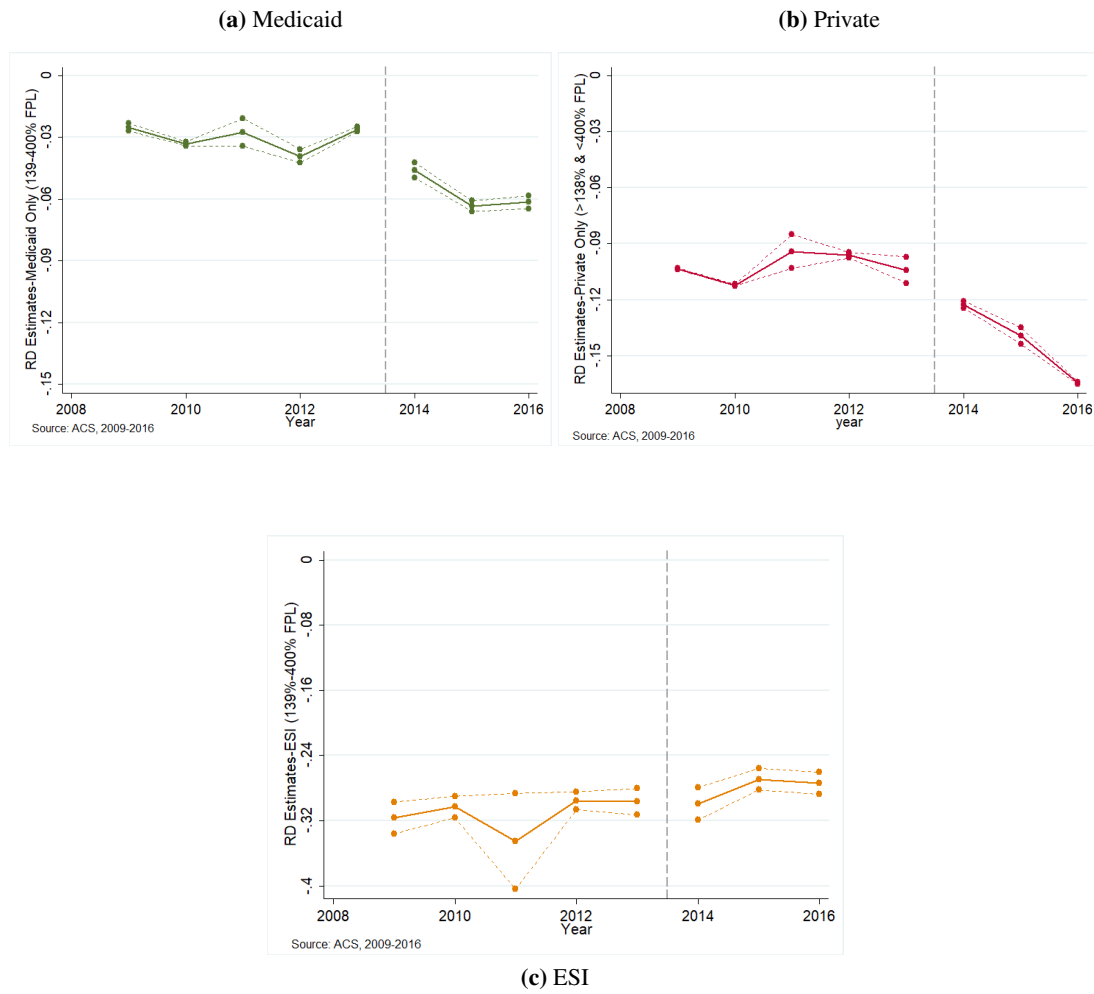 (a) Medicaid
RD Estimates-Medicaid Only (139-400% FPL)
0
-.03
-.06
-.09
-.12
-.15
2008 2010 2012 2014 2016
Year
Source: ACS, 2009-2016
(b) Private
RD Estimates-Private Only (>138% & <400% FPL)
0
-.03
-.06
-.09
-.12
-.15
2008 2010 2012 2014 2016
year
Source: ACS, 2009-2016
RD Estimates-ESI (139%-400% FPL)
0
-.08
-.16
-.24
-.32
-.4
2008 2010 2012 2014 2016
Year
Source: ACS, 2009-2016
(c) ESI